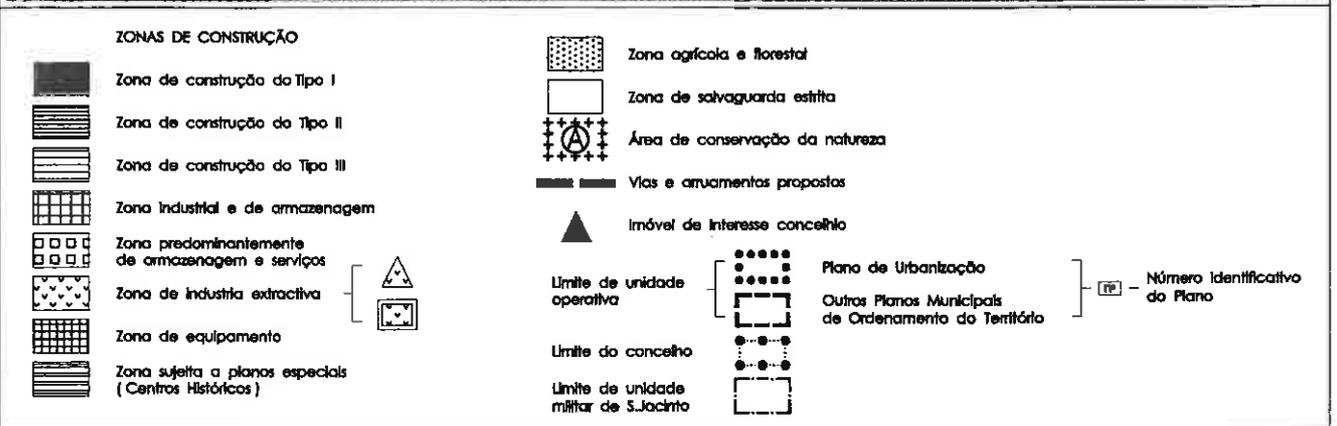 ZONAS DE CONSTRUÇÃO
Zona de construção do Tipo I
Zona de construção do Tipo II
Zona de construção do Tipo III
Zona industrial e de armazenagem
Zona predominantemente
de armazenagem e serviços
Zona de industria extractiva
Zona de equipamento
Zona sujeita a planos especiais
( Centros Históricos )
Zona agrícola e florestal
Zona de salvaguarda estrita
A
Área de conservação da natureza
Vias e arruamentos propostos
Imóvel de interesse concelhio
Limite de unidade
operativa
Plano de Urbanização
Outros Planos Municipais
de Ordenamento do Território
nº
Número identificativo
do Plano
Limite do concelho
Limite de unidade
militar de S.Jacinto